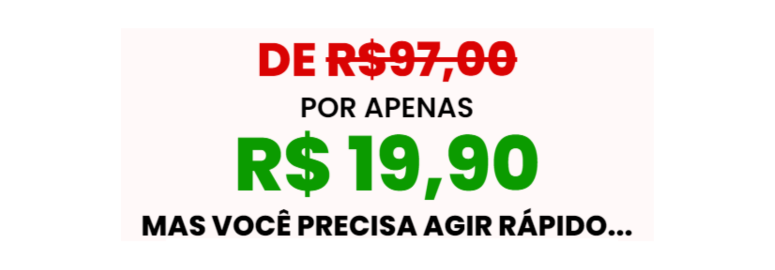 DE R$97,00
POR APENAS
R$ 19,90
MAS VOCÊ PRECISA AGIR RÁPIDO...